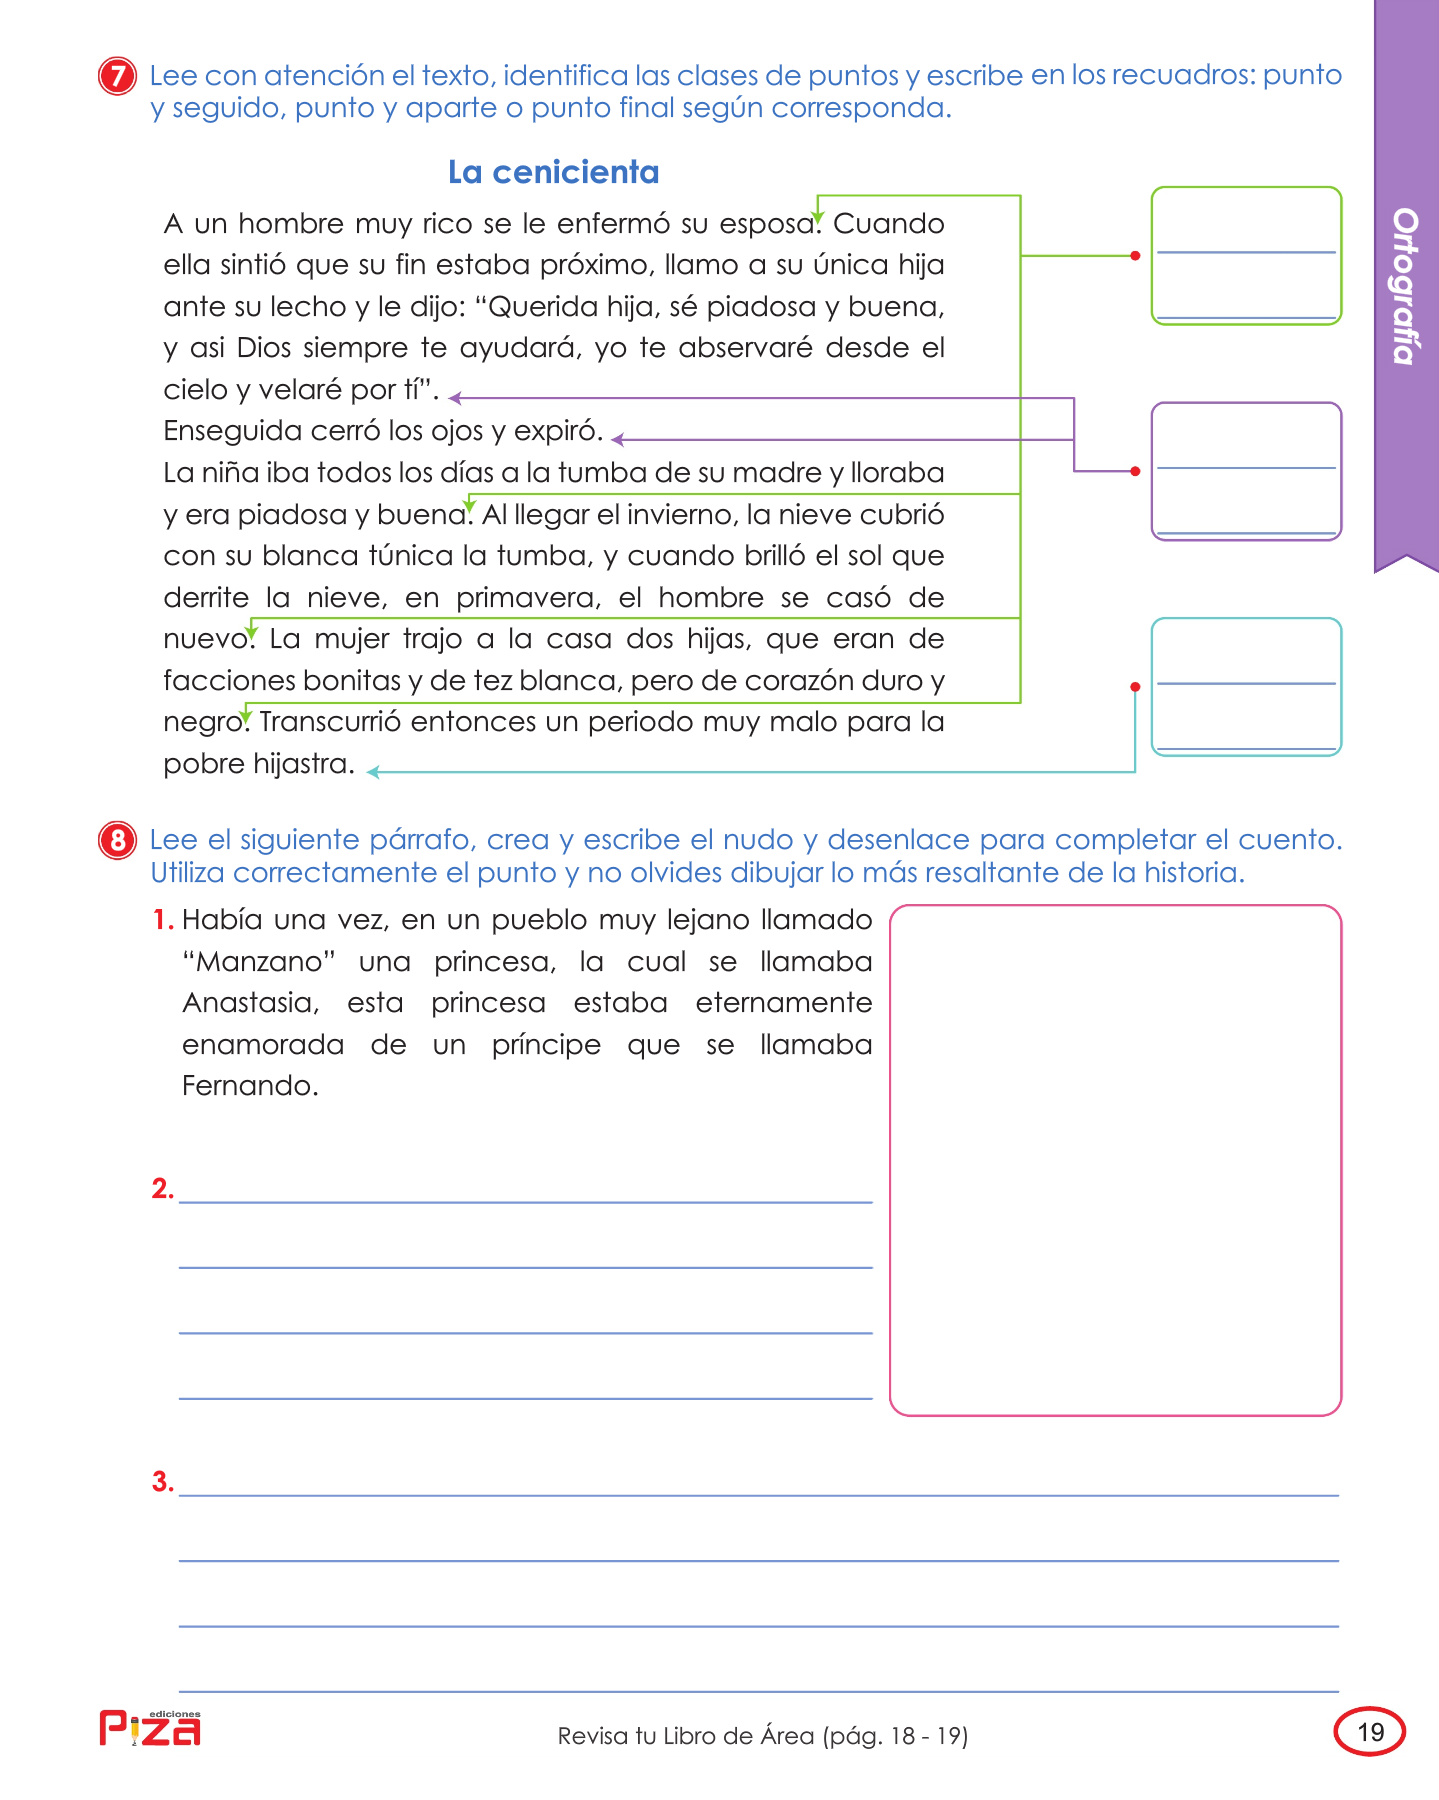 7 Lee con atención el texto, identifica las clases de puntos y escribe en los recuadros: punto
y seguido, punto y aparte o punto final según corresponda.
La cenicienta
A un hombre muy rico se le enfermó su esposa. Cuando
ella sintió que su fin estaba próximo, llamo a su única hija
ante su lecho y le dijo: “Querida hija, sé piadosa y buena,
y asi Dios siempre te ayudará, yo te observaré desde el
cielo y velaré por tí”.
Enseguida cerró los ojos y expiró.
La niña iba todos los días a la tumba de su madre y lloraba
y era piadosa y buena. Al llegar el invierno, la nieve cubrió
con su blanca túnica la tumba, y cuando brilló el sol que
derrite la nieve, en primavera, el hombre se casó de
nuevo. La mujer trajo a la casa dos hijas, que eran de
facciones bonitas y de tez blanca, pero de corazón duro y
negro. Transcurrió entonces un periodo muy malo para la
pobre hijastra.
Ortografía
8 Lee el siguiente párrafo, crea y escribe el nudo y desenlace para completar el cuento.
Utiliza correctamente el punto y no olvides dibujar lo más resaltante de la historia.
1. Había una vez, en un pueblo muy lejano llamado
“Manzano” una princesa, la cual se llamaba
Anastasia, esta princesa estaba eternamente
enamorada de un príncipe que se llamaba
Fernando.
2.
3.
ediciones
Piza
Revisa tu Libro de Área (pág. 18 - 19)
19